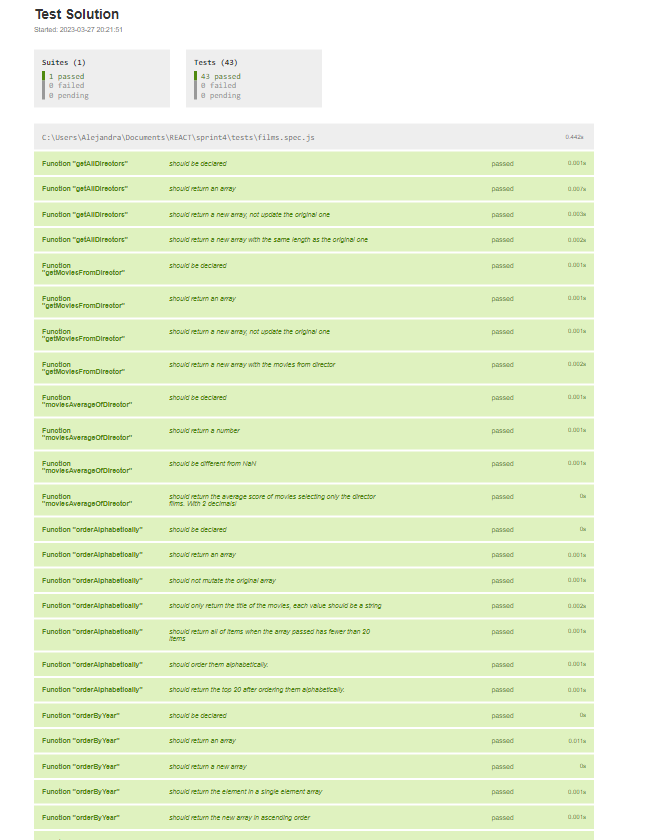 Test Solution
Started: 2023-03-27 20:21:51
Suites (1)
1 passed
0 failed
0 pending
Tests (43)
43 passed
0 failed
0 pending
C:\Users\Alejandra\Documents\REACT\sprint4\tests\films.spec.js 0.442s
Function "getAllDirectors" should be declared passed 0.001s
Function "getAllDirectors" should return an array passed 0.007s
Function "getAllDirectors" should return a new array, not update the original one passed 0.003s
Function "getAllDirectors" should return a new array with the same length as the original one passed 0.002s
Function should be declared passed 0.001s
"getMoviesFromDirector"
Function should return an array passed 0.001s
"getMoviesFromDirector"
Function should return a new array, not update the original one passed 0.001s
"getMoviesFromDirector"
Function should return a new array with the movies from director passed 0.002s
"getMoviesFromDirector"
Function should be declared passed 0.001s
"moviesAverageOfDirector"
Function should return a number passed 0.001s
"moviesAverageOfDirector"
Function should be different from NaN passed 0.001s
"moviesAverageOfDirector"
Function should return the average score of movies selecting only the director passed 0s
"moviesAverageOfDirector" films. With 2 decimals!
Function "orderAlphabetically" should be declared passed 0s
Function "orderAlphabetically" should return an array passed 0.001s
Function "orderAlphabetically" should not mutate the original array passed 0.001s
Function "orderAlphabetically" should only return the title of the movies, each value should be a string passed 0.002s
Function "orderAlphabetically" should return all of items when the array passed has fewer than 20 passed 0.001s
items
Function "orderAlphabetically" should order them alphabetically. passed 0.001s
Function "orderAlphabetically" should return the top 20 after ordering them alphabetically. passed 0.001s
Function "orderByYear" should be declared passed 0s
Function "orderByYear" should return an array passed 0.011s
Function "orderByYear" should return a new array passed 0s
Function "orderByYear" should return the element in a single element array passed 0.001s
Function "orderByYear" should return the new array in ascending order passed 0.001s